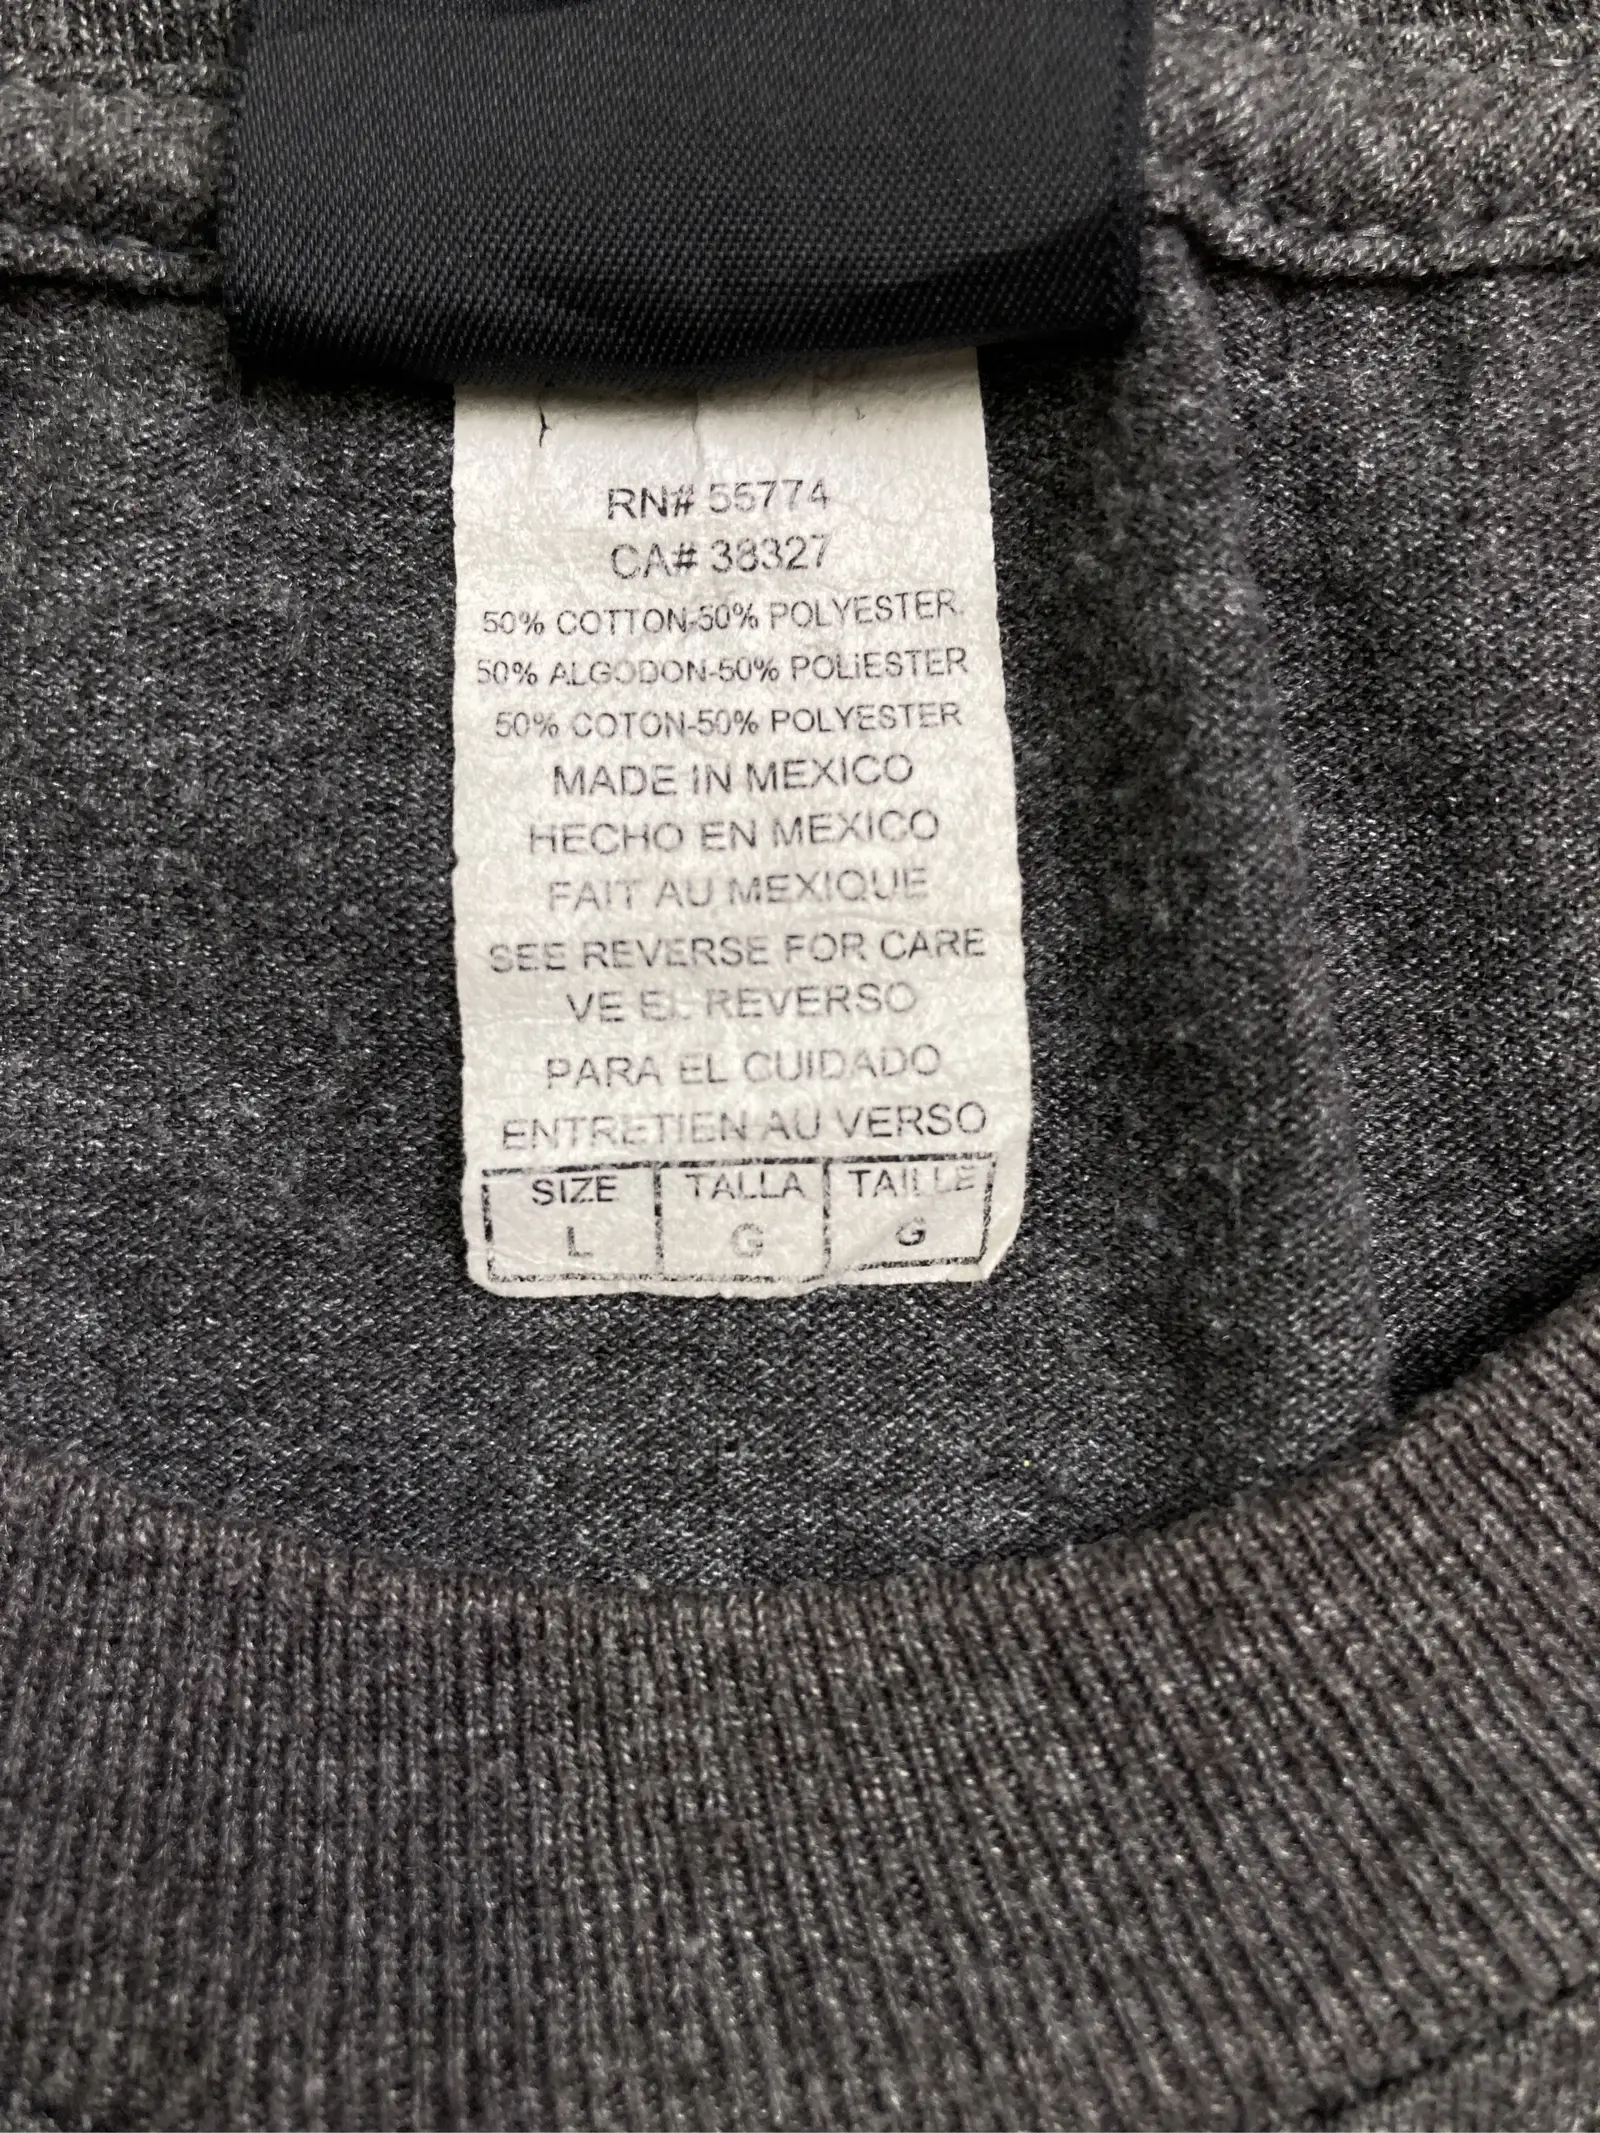 RN# 55774
CA# 38327
50% COTTON-50% POLYESTER
50% ALGODON-50% POLiESTER
50% COTON-50% POLYESTER
MADE IN MEXICO
HECHO EN MEXICO
FAIT AU MEXIQUE
SEE REVERSE FOR CARE
VE EL REVERSO
PARA EL CUIDADO
ENTRETIEN AU VERSO
SIZE TALLA TAILLE
L G G